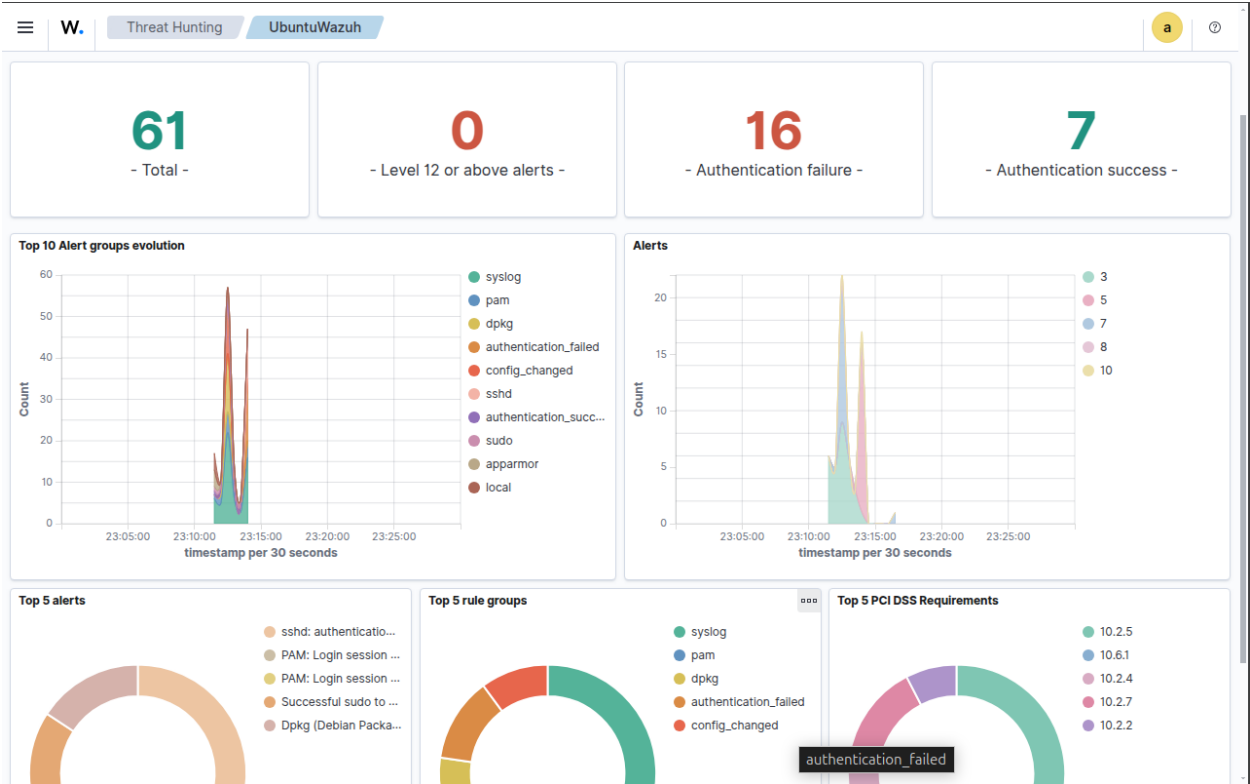 W. Threat Hunting UbuntuWazuh a
61 0 16 7
- Total - - Level 12 or above alerts - - Authentication failure - - Authentication success -
Top 10 Alert groups evolution
60
50
40
30
20
10
0
Count
23:05:00 23:10:00 23:15:00 23:20:00 23:25:00
timestamp per 30 seconds
syslog
pam
dpkg
authentication_failed
config_changed
sshd
authentication_succ...
sudo
apparmor
local
Alerts
20
15
10
5
0
Count
23:05:00 23:10:00 23:15:00 23:20:00 23:25:00
timestamp per 30 seconds
3
5
7
8
10
Top 5 alerts
sshd: authenticatio...
PAM: Login session ...
PAM: Login session ...
Successful sudo to ...
Dpkg (Debian Packa...
Top 5 rule groups
syslog
pam
dpkg
authentication_failed
config_changed
Top 5 PCI DSS Requirements
10.2.5
10.6.1
10.2.4
10.2.7
10.2.2
authentication_failed